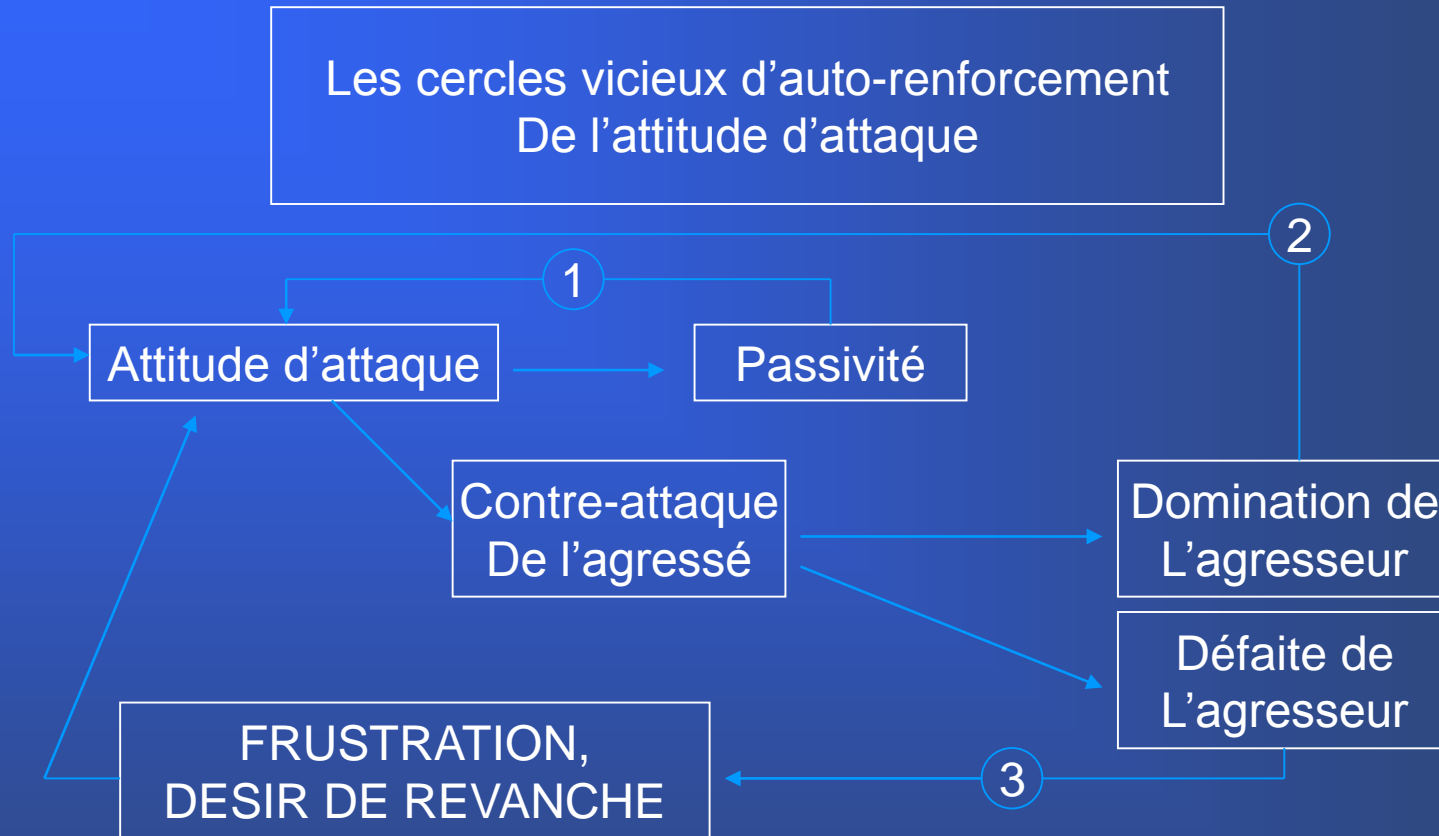 Les cercles vicieux d’auto-renforcement
De l’attitude d’attaque
2
1
Attitude d’attaque
Passivité
Contre-attaque
De l’agressé
Domination de
L’agresseur
Défaite de
L’agresseur
FRUSTRATION,
DESIR DE REVANCHE
3